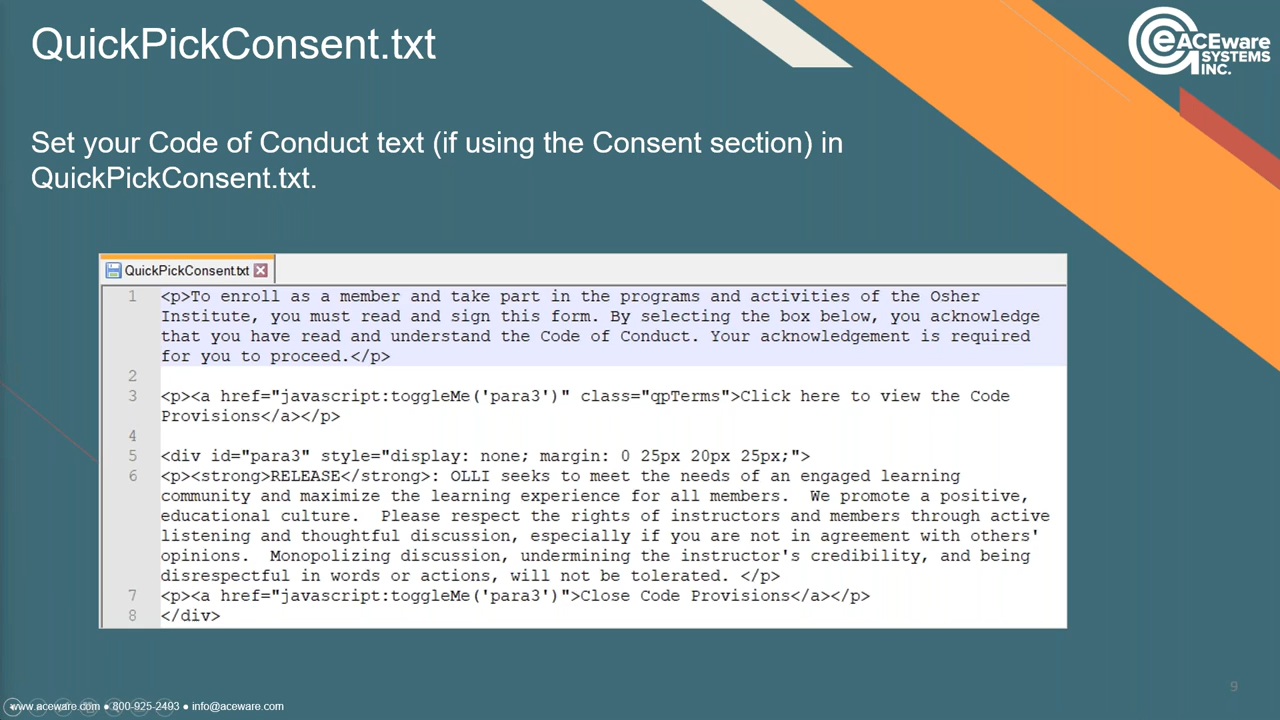 QuickPickConsent.txt
eACEware
SYSTEMS
INC.
Set your Code of Conduct text (if using the Consent section) in
QuickPickConsent.txt.
QuickPickConsent.txt
1 <p>To enroll as a member and take part in the programs and activities of the Osher
Institute, you must read and sign this form. By selecting the box below, you acknowledge
that you have read and understand the Code of Conduct. Your acknowledgement is required
for you to proceed.</p>
2
3 <p><a href="javascript:toggleMe('para3')" class="qpTerms">Click here to view the Code
Provisions</a></p>
4
5 <div id="para3" style="display: none; margin: 0 25px 20px 25px;">
6 <p><strong>RELEASE</strong>: OLLI seeks to meet the needs of an engaged learning
community and maximize the learning experience for all members.  We promote a positive,
educational culture.  Please respect the rights of instructors and members through active
listening and thoughtful discussion, especially if you are not in agreement with others'
opinions.  Monopolizing discussion, undermining the instructor's credibility, and being
disrespectful in words or actions, will not be tolerated. </p>
7 <p><a href="javascript:toggleMe('para3')">Close Code Provisions</a></p>
8 </div>
9
www.aceware.com ● 800-925-2493 ● info@aceware.com